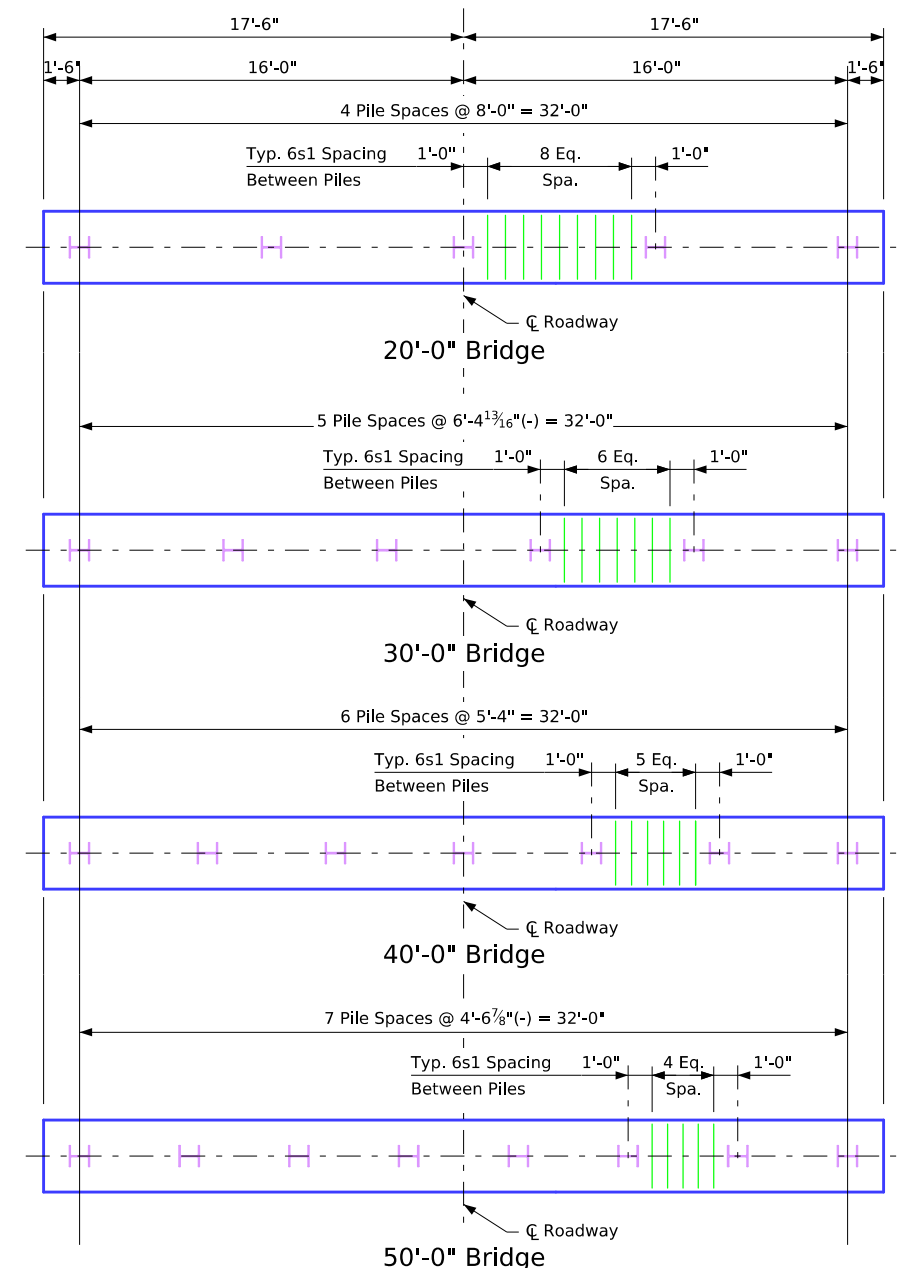 17'-6" 17'-6"
1'-6" 16'-0" 16'-0" 1'-6"
4 Pile Spaces @ 8'-0" = 32'-0"
Typ. 6s1 Spacing 1'-0" 8 Eq. 1'-0"
Between Piles Spa.
℄ Roadway
20'-0" Bridge
5 Pile Spaces @ 6'-4 13⁄16"(-) = 32'-0"
Typ. 6s1 Spacing 1'-0" 6 Eq. 1'-0"
Between Piles Spa.
℄ Roadway
30'-0" Bridge
6 Pile Spaces @ 5'-4" = 32'-0"
Typ. 6s1 Spacing 1'-0" 5 Eq. 1'-0"
Between Piles Spa.
℄ Roadway
40'-0" Bridge
7 Pile Spaces @ 4'-6⅞"(-) = 32'-0"
Typ. 6s1 Spacing 1'-0" 4 Eq. 1'-0"
Between Piles Spa.
℄ Roadway
50'-0" Bridge